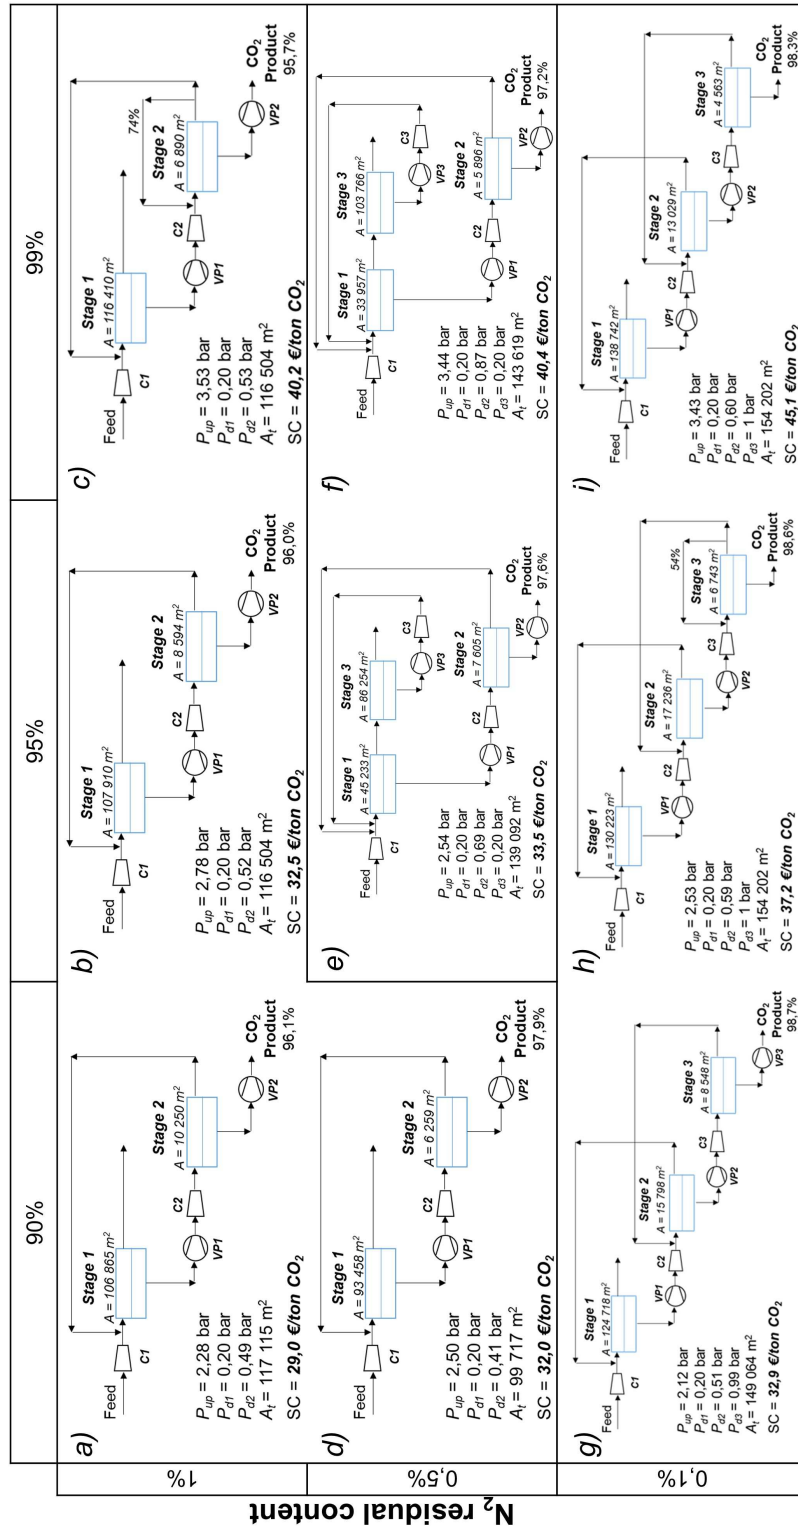 90%
95%
99%
N2 residual content
1%
0,5%
0,1%
a)
Feed
C1
Stage 1
A = 106 865 m²
VP1
C2
Stage 2
A = 10 250 m²
VP2
CO2
Product
96,1%
Pup = 2,28 bar
Pd1 = 0,20 bar
Pd2 = 0,49 bar
At = 117 115 m²
SC = 29,0 €/ton CO2
b)
Feed
C1
Stage 1
A = 107 910 m²
VP1
C2
Stage 2
A = 8 594 m²
VP2
CO2
Product
96,0%
Pup = 2,78 bar
Pd1 = 0,20 bar
Pd2 = 0,52 bar
At = 116 504 m²
SC = 32,5 €/ton CO2
c)
Feed
C1
Stage 1
A = 116 410 m²
VP1
C2
74%
Stage 2
A = 6 890 m²
VP2
CO2
Product
95,7%
Pup = 3,53 bar
Pd1 = 0,20 bar
Pd2 = 0,53 bar
At = 116 504 m²
SC = 40,2 €/ton CO2
d)
Feed
C1
Stage 1
A = 93 458 m²
VP1
C2
Stage 2
A = 6 259 m²
VP2
CO2
Product
97,9%
Pup = 2,50 bar
Pd1 = 0,20 bar
Pd2 = 0,41 bar
At = 99 717 m²
SC = 32,0 €/ton CO2
e)
Feed
C1
Stage 1
A = 45 233 m²
Stage 3
A = 86 254 m²
VP3
C3
VP1
C2
Stage 2
A = 7 605 m²
VP2
CO2
Product
97,6%
Pup = 2,54 bar
Pd1 = 0,20 bar
Pd2 = 0,69 bar
Pd3 = 0,20 bar
At = 139 092 m²
SC = 33,5 €/ton CO2
f)
Feed
C1
Stage 1
A = 33 957 m²
Stage 3
A = 103 766 m²
VP3
C3
VP1
C2
Stage 2
A = 5 896 m²
VP2
CO2
Product
97,2%
Pup = 3,44 bar
Pd1 = 0,20 bar
Pd2 = 0,87 bar
Pd3 = 0,20 bar
At = 143 619 m²
SC = 40,4 €/ton CO2
g)
Feed
C1
Stage 1
A = 124 718 m²
VP1
C2
Stage 2
A = 15 798 m²
VP2
C3
Stage 3
A = 8 548 m²
VP3
CO2
Product
98,7%
Pup = 2,12 bar
Pd1 = 0,20 bar
Pd2 = 0,51 bar
Pd3 = 0,99 bar
At = 149 064 m²
SC = 32,9 €/ton CO2
h)
Feed
C1
Stage 1
A = 130 223 m²
VP1
C2
Stage 2
A = 17 236 m²
VP2
C3
54%
Stage 3
A = 6 743 m²
CO2
Product
98,6%
Pup = 2,53 bar
Pd1 = 0,20 bar
Pd2 = 0,59 bar
Pd3 = 1 bar
At = 154 202 m²
SC = 37,2 €/ton CO2
i)
Feed
C1
Stage 1
A = 138 742 m²
VP1
C2
Stage 2
A = 13 029 m²
VP2
C3
Stage 3
A = 4 563 m²
CO2
Product
98,3%
Pup = 3,43 bar
Pd1 = 0,20 bar
Pd2 = 0,60 bar
Pd3 = 1 bar
At = 154 202 m²
SC = 45,1 €/ton CO2